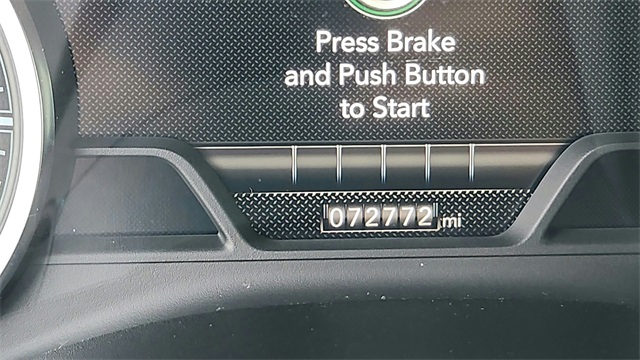 Press Brake
and Push Button
to Start
072772 mi